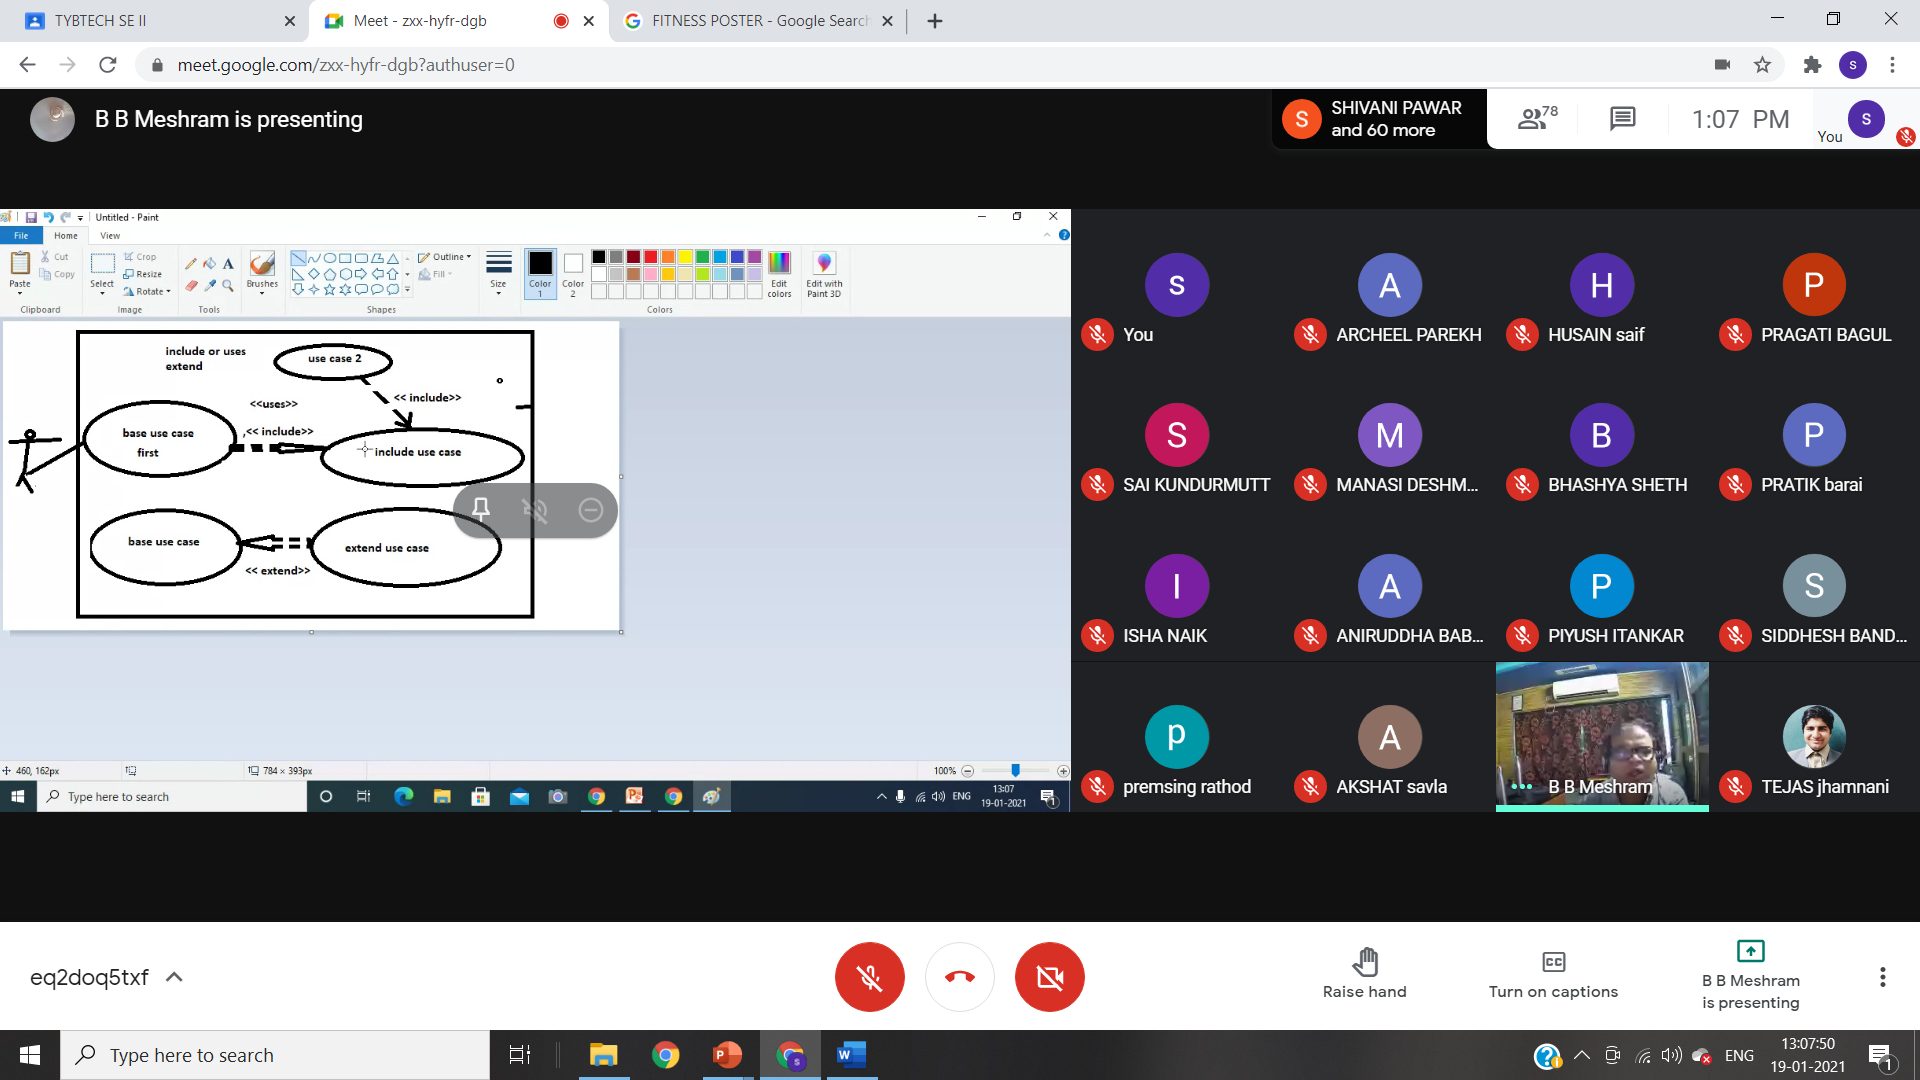 TYBTECH SE II
Meet - zxx-hyfr-dgb
FITNESS POSTER - Google Search
meet.google.com/zxx-hyfr-dgb?authuser=0
s
B B Meshram is presenting
S
SHIVANI PAWAR
and 60 more
78
1:07 PM
You
s
Untitled - Paint
File
Home
View
Paste
Cut
Copy
Clipboard
Select
Crop
Resize
Rotate
Image
A
Tools
Brushes
Outline
Fill
Shapes
Size
Color
1
Color
2
Edit
colors
Edit with
Paint 3D
Colors
include or uses
extend
use case 2
<<uses>>
<< include>>
,<< include>>
base use case
first
include use case
base use case
extend use case
<< extend>>
460, 162px
784 × 393px
100%
Type here to search
ENG
13:07
19-01-2021
1
s
You
A
ARCHEEL PAREKH
H
HUSAIN saif
P
PRAGATI BAGUL
S
SAI KUNDURMUTT
M
MANASI DESHM...
B
BHASHYA SHETH
P
PRATIK barai
I
ISHA NAIK
A
ANIRUDDHA BAB...
P
PIYUSH ITANKAR
S
SIDDHESH BAND...
p
premsing rathod
A
AKSHAT savla
B B Meshram
TEJAS jhamnani
eq2doq5txf
Raise hand
CC
Turn on captions
B B Meshram
is presenting
Type here to search
P
s
W
ENG
13:07:50
19-01-2021
1